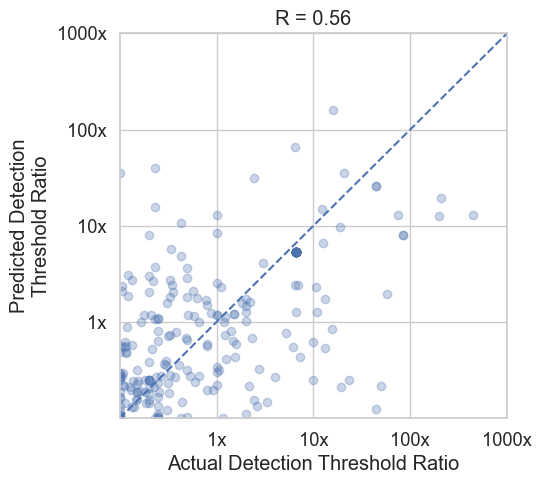 R = 0.56
1000x
100x
10x
1x
Predicted Detection
Threshold Ratio
1x 10x 100x 1000x
Actual Detection Threshold Ratio